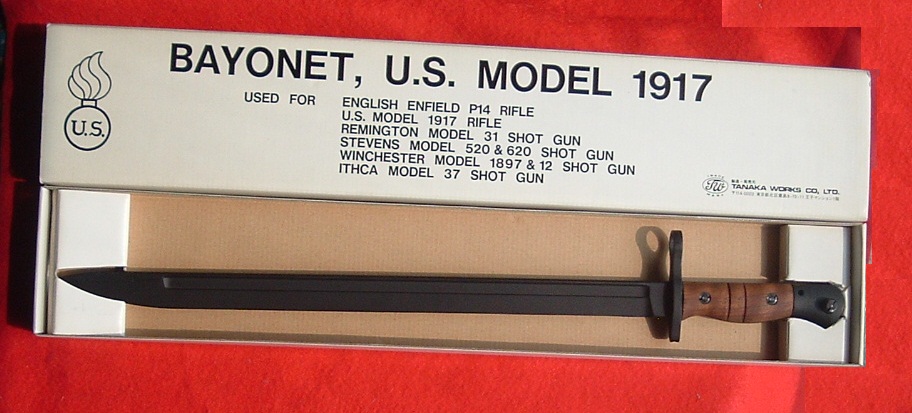 BAYONET, U.S. MODEL 1917
U.S.
USED FOR ENGLISH ENFIELD P14 RIFLE
U.S. MODEL 1917 RIFLE
REMINGTON MODEL 31 SHOT GUN
STEVENS MODEL 520 & 620 SHOT GUN
WINCHESTER MODEL 1897 & 12 SHOT GUN
ITHCA MODEL 37 SHOT GUN
TW
TANAKA WORKS CO, LTD.